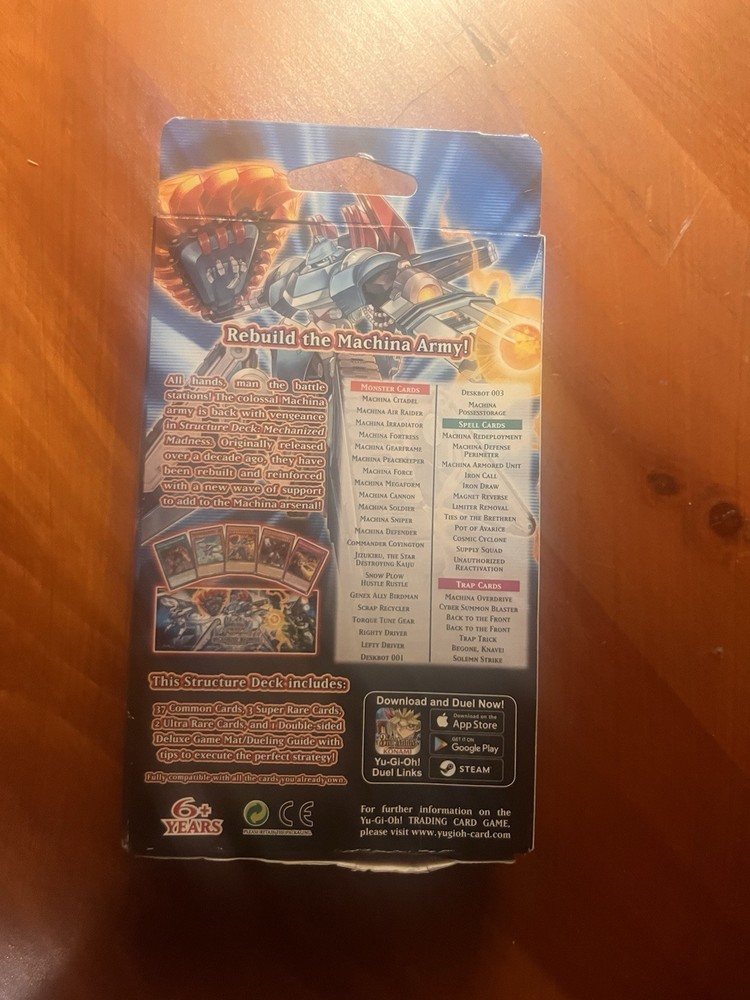 Rebuild the Machina Army!
All hands, man the battle
stations! The colossal Machina
army is back with vengeance
in Structure Deck: Mechanized
Madness. Originally released
over a decade ago, they have
been rebuilt and reinforced
with a new wave of support
to add to the Machina arsenal!
MONSTER CARDS
MACHINA CITADEL
MACHINA AIR RAIDER
MACHINA IRRADIATOR
MACHINA FORTRESS
MACHINA GEARFRAME
MACHINA PEACEKEEPER
MACHINA FORCE
MACHINA MEGAFORM
MACHINA CANNON
MACHINA SOLDIER
MACHINA SNIPER
MACHINA DEFENDER
COMMANDER COVINGTON
JIZUKIRU, THE STAR
DESTROYING KAIJU
SNOW PLOW
HUSTLE RUSTLE
GENEX ALLY BIRDMAN
SCRAP RECYCLER
TORQUE TUNE GEAR
RIGHTY DRIVER
LEFTY DRIVER
DESKBOT 001
DESKBOT 003
MACHINA
POSSESSTORAGE
SPELL CARDS
MACHINA REDEPLOYMENT
MACHINA DEFENSE
PERIMETER
MACHINA ARMORED UNIT
IRON CALL
IRON DRAW
MAGNET REVERSE
LIMITER REMOVAL
TIES OF THE BRETHREN
POT OF AVARICE
COSMIC CYCLONE
SUPPLY SQUAD
UNAUTHORIZED
REACTIVATION
TRAP CARDS
MACHINA OVERDRIVE
CYBER SUMMON BLASTER
BACK TO THE FRONT
BACK TO THE FRONT
TRAP TRICK
BEGONE, KNAVE!
SOLEMN STRIKE
This Structure Deck includes:
37 Common Cards, 3 Super Rare Cards,
2 Ultra Rare Cards, and 1 Double-sided
Deluxe Game Mat/Dueling Guide with
tips to execute the perfect strategy!
Fully compatible with all the cards you already own.
Download and Duel Now!
KONAMI
Yu-Gi-Oh!
Duel Links
Download on the
App Store
GET IT ON
Google Play
STEAM
6+
YEARS
CE
For further information on the
Yu-Gi-Oh! TRADING CARD GAME,
please visit www.yugioh-card.com